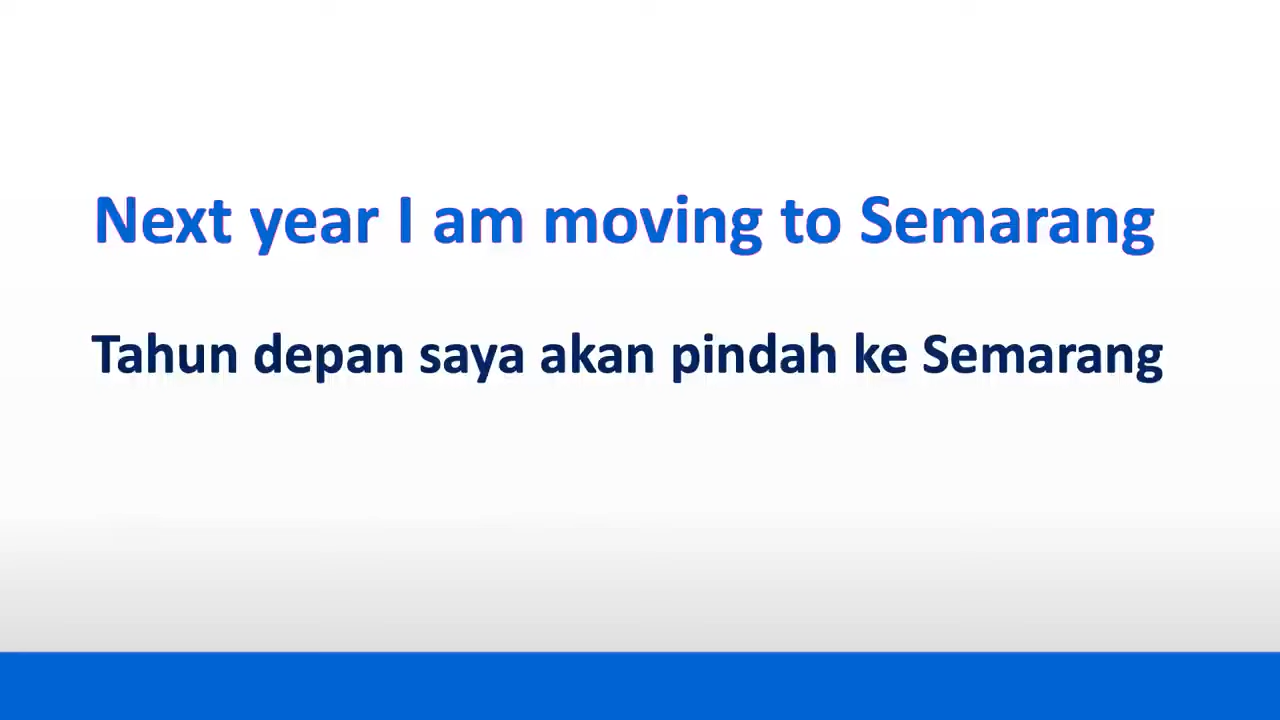 Next year I am moving to Semarang
Tahun depan saya akan pindah ke Semarang